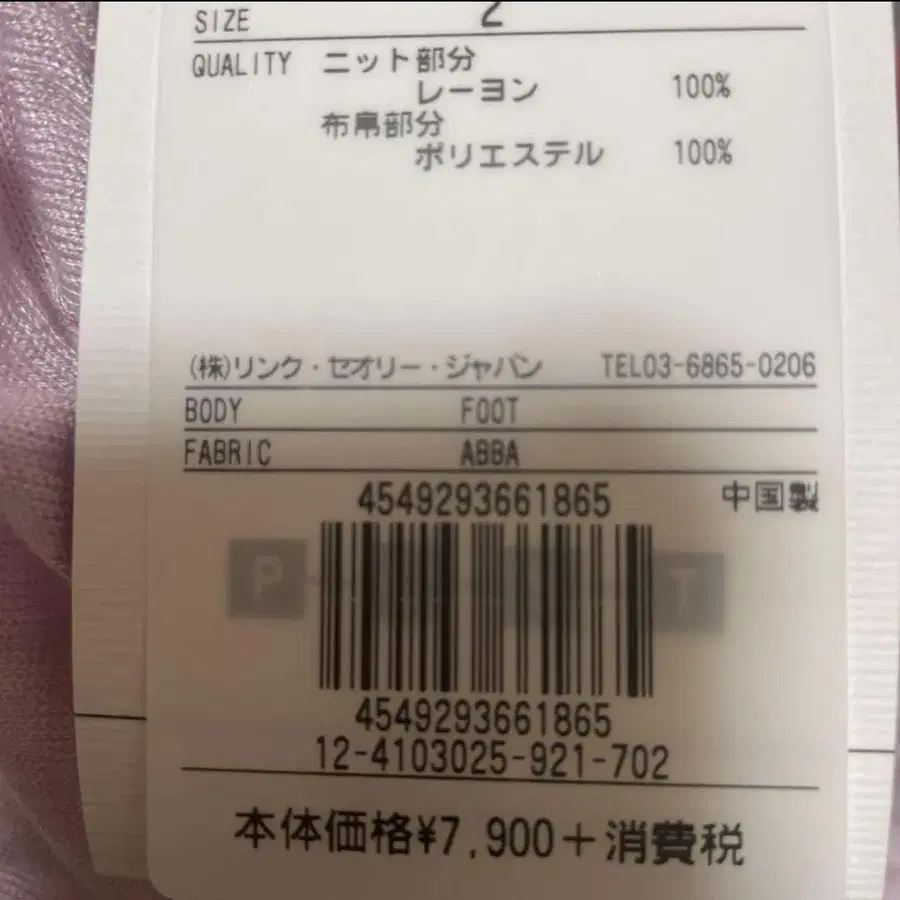 SIZE 2
QUALITY ニット部分
レーヨン 100%
布帛部分
ポリエステル 100%
(株)リンク・セオリー・ジャパン TEL03-6865-0206
BODY FOOT
FABRIC ABBA
4549293661865 中国製
P T
4549293661865
12-4103025-921-702
本体価格¥7,900+消費税